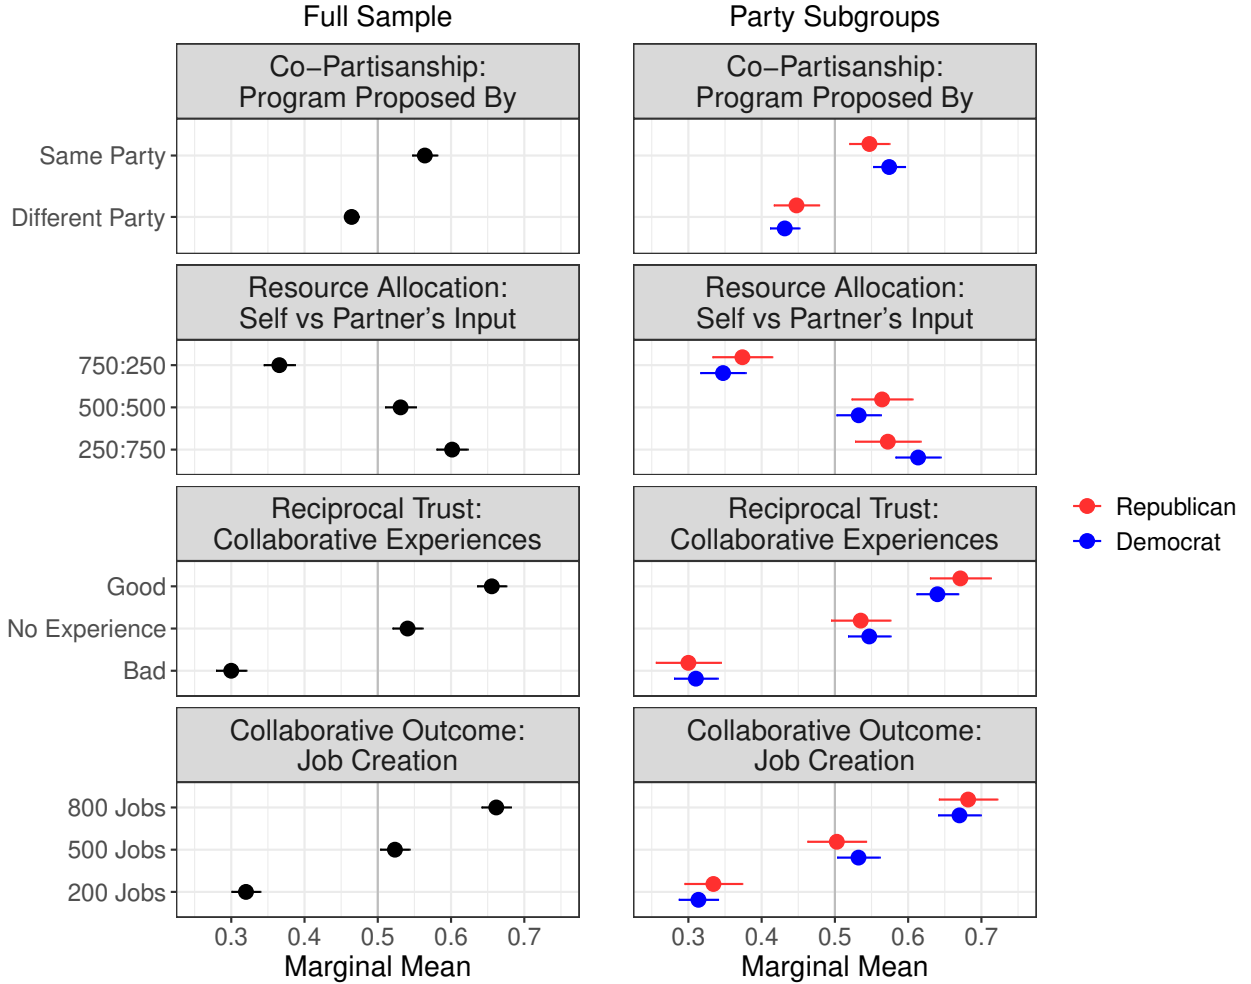 Full Sample
Party Subgroups
Co−Partisanship:
Program Proposed By
Co−Partisanship:
Program Proposed By
Same Party
Different Party
Resource Allocation:
Self vs Partner's Input
Resource Allocation:
Self vs Partner's Input
750:250
500:500
250:750
Reciprocal Trust:
Collaborative Experiences
Reciprocal Trust:
Collaborative Experiences
Good
No Experience
Bad
Republican
Democrat
Collaborative Outcome:
Job Creation
Collaborative Outcome:
Job Creation
800 Jobs
500 Jobs
200 Jobs
0.3 0.4 0.5 0.6 0.7
0.3 0.4 0.5 0.6 0.7
Marginal Mean
Marginal Mean